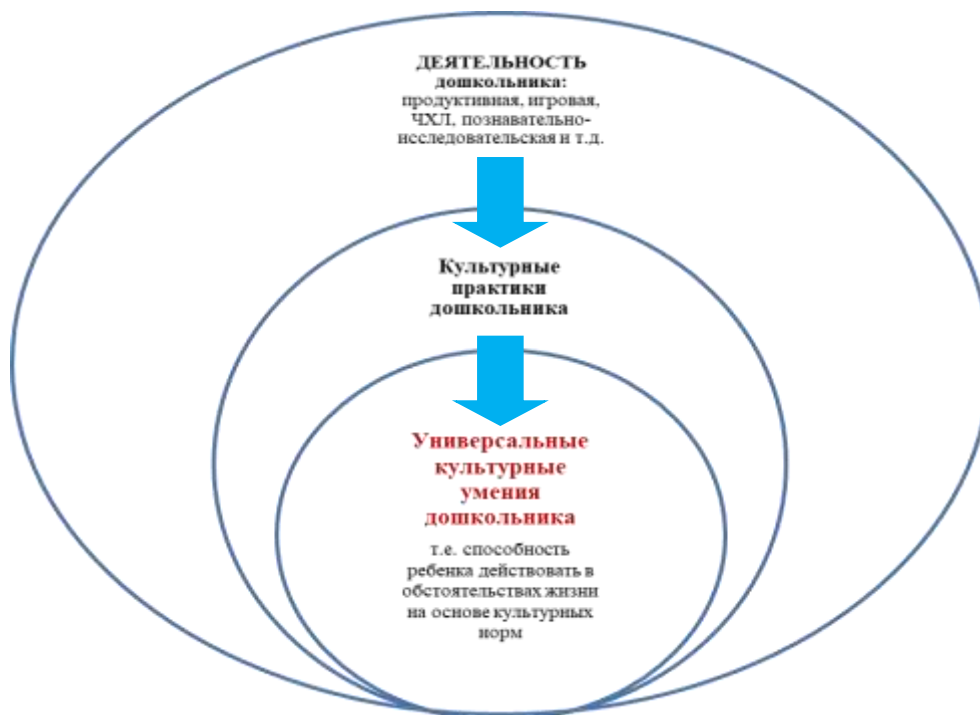 ДЕЯТЕЛЬНОСТЬ
дошкольника:
продуктивная, игровая,
ЧХЛ, познавательно-
исследовательская и т.д.
Культурные
практики
дошкольника
Универсальные
культурные
умения
дошкольника
т.е. способность
ребенка действовать в
обстоятельствах жизни
на основе культурных
норм